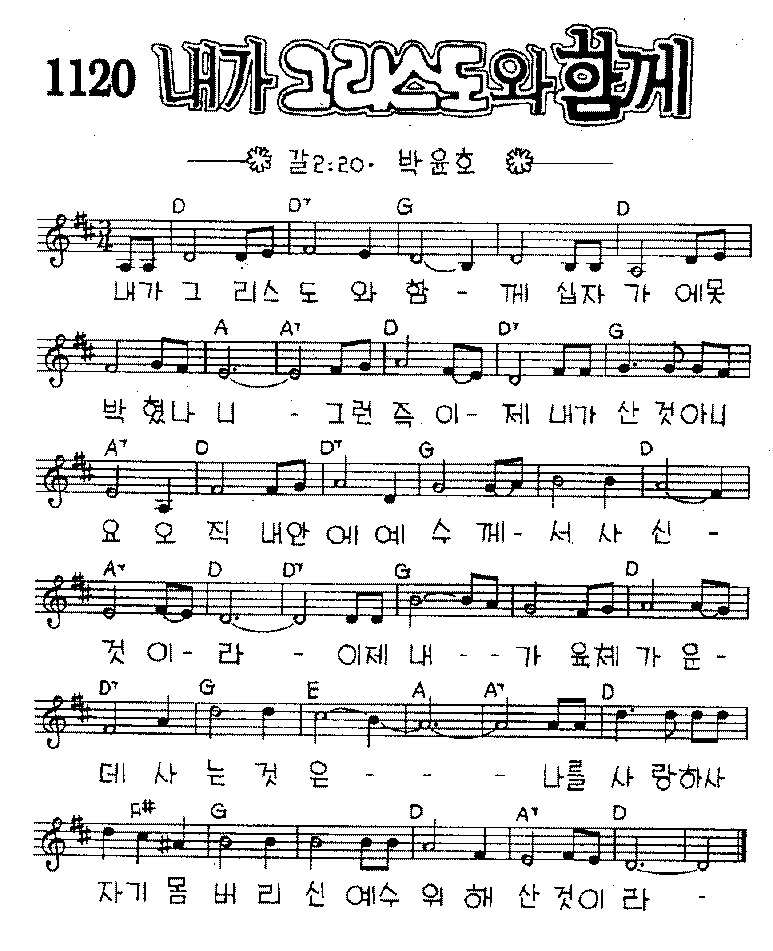 1120 내가 그리스도와 함께
갈2:20. 박윤호
D D7 G D
내가 그 리스 도 와 함 - 께 십자 가 에못
A A7 D D7 G
박 혔나 니 - 그런 즉 이- 제 내가 산 것아니
A7 D D7 G D
요 오 직 내안 에 예 수 께- 서 사 신 -
A7 D D7 G D
것 이- 라 - 이제 내 - - 가 육체 가 운-
D7 G E A A7 D
데 사 는 것 은 - - - 나를 사 랑하사
F# G D A7 D
자기 몸 버 리 신 예수 위 해 산 것이 라 -